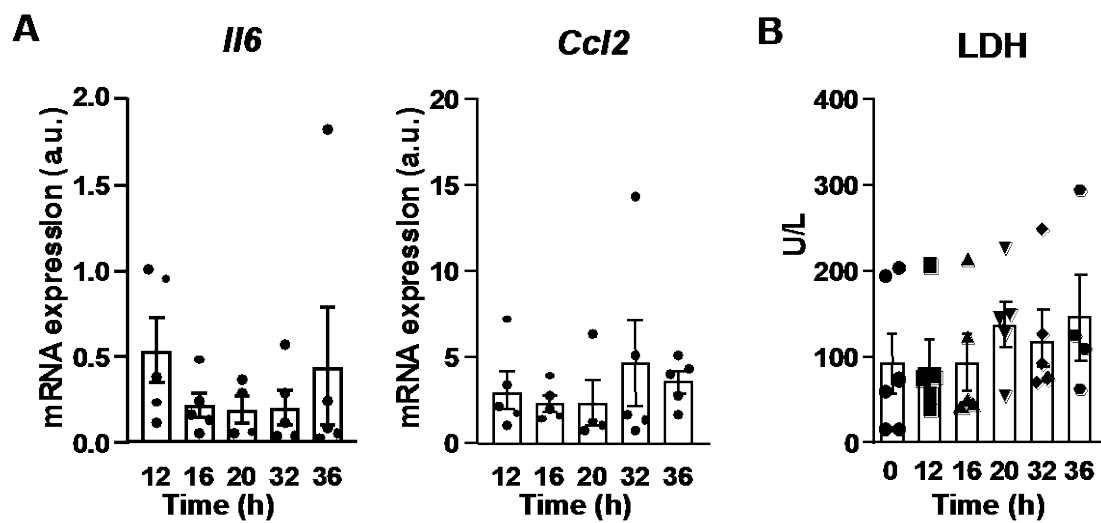 A
Il6
mRNA expression (a.u.)
2.0
1.5
1.0
0.5
0.0
12 16 20 32 36
Time (h)
Ccl2
mRNA expression (a.u.)
20
15
10
5
0
12 16 20 32 36
Time (h)
B
LDH
U/L
400
300
200
100
0
0 12 16 20 32 36
Time (h)